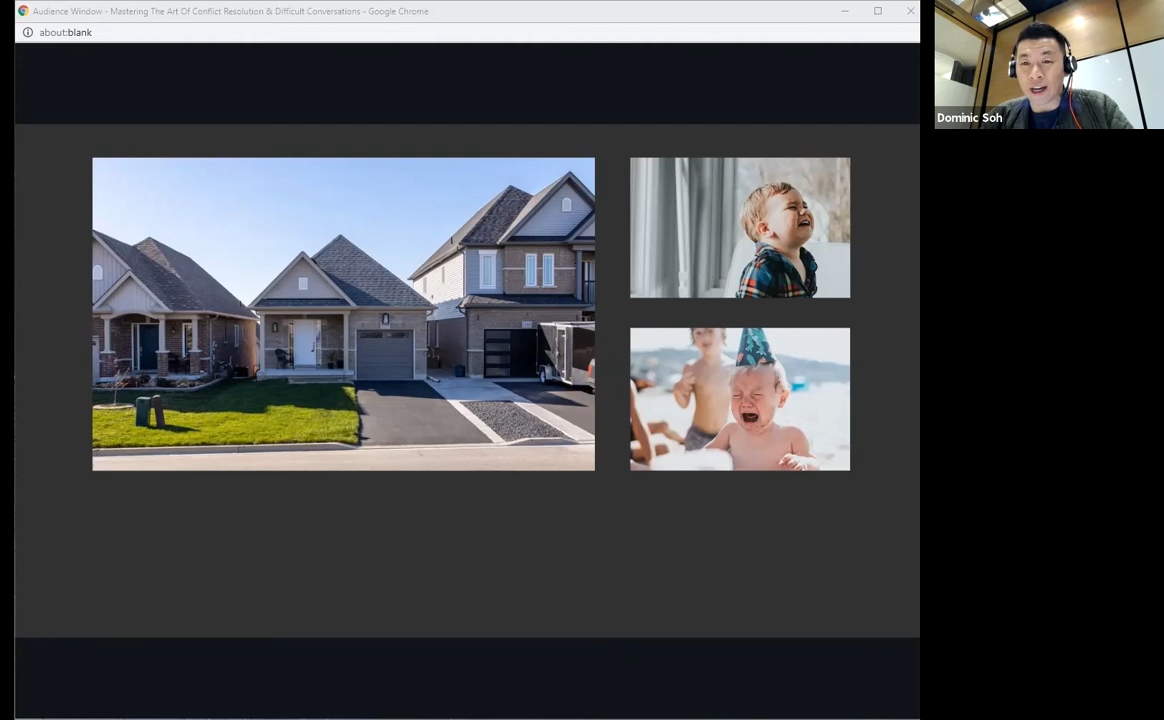 Audience Window - Mastering The Art Of Conflict Resolution & Difficult Conversations - Google Chrome
about:blank
Dominic Soh